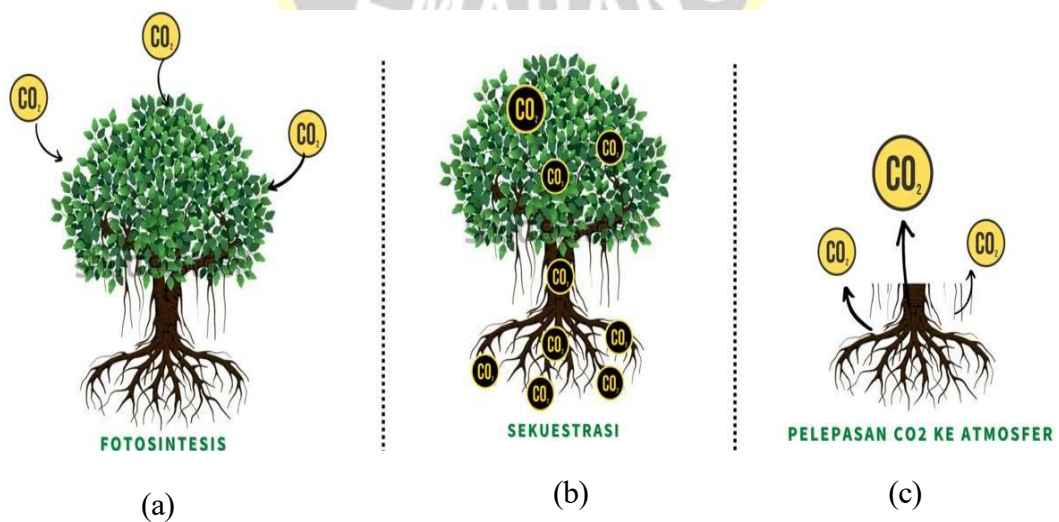 CO₂
CO₂
CO₂
FOTOSINTESIS
(a)
CO₂
CO₂
CO₂
CO₂
CO₂
CO₂
CO₂
CO₂
CO₂
SEKUESTRASI
(b)
CO₂
CO₂
CO₂
PELEPASAN CO2 KE ATMOSFER
(c)